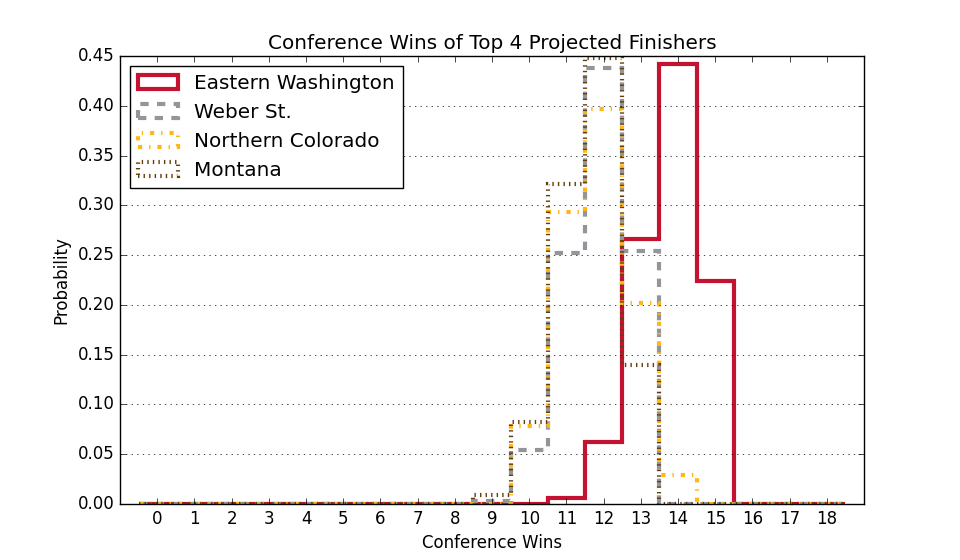 Conference Wins of Top 4 Projected Finishers
Eastern Washington
Weber St.
Northern Colorado
Montana
Probability
0.45
0.40
0.35
0.30
0.25
0.20
0.15
0.10
0.05
0.00
0 1 2 3 4 5 6 7 8 9 10 11 12 13 14 15 16 17 18
Conference Wins